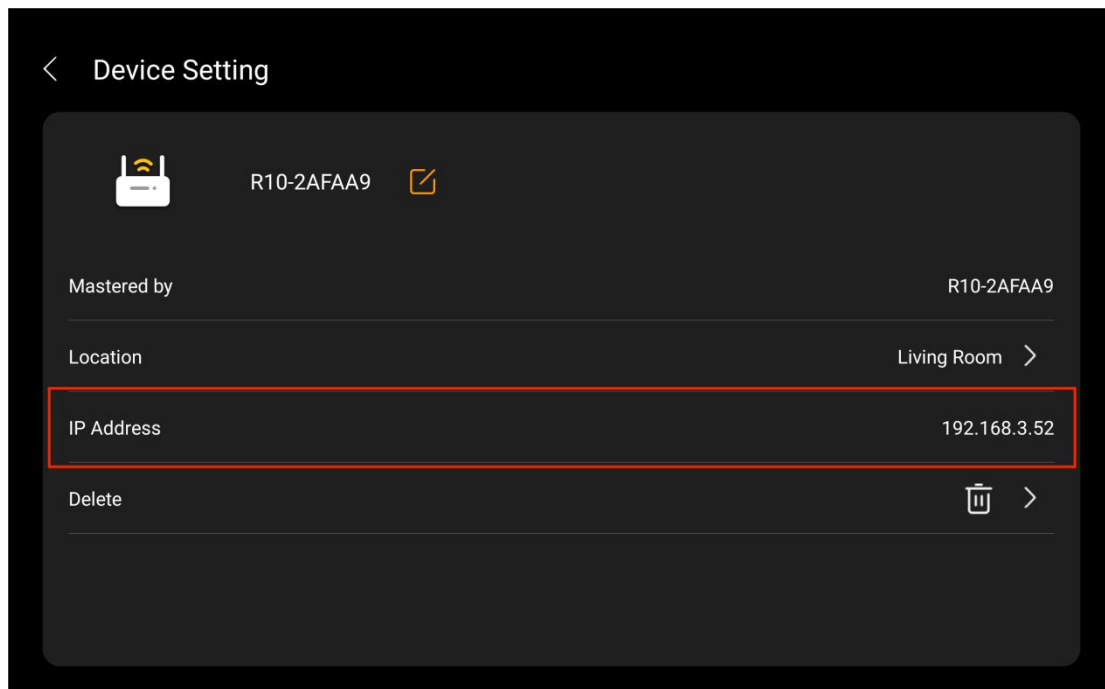 Device Setting
R10-2AFAA9
Mastered by R10-2AFAA9
Location Living Room
IP Address 192.168.3.52
Delete